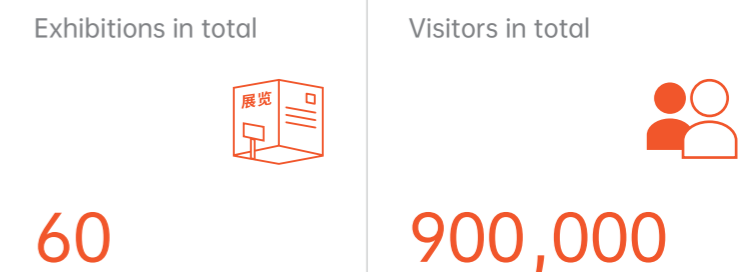 Exhibitions in total
展览
60
Visitors in total
900,000